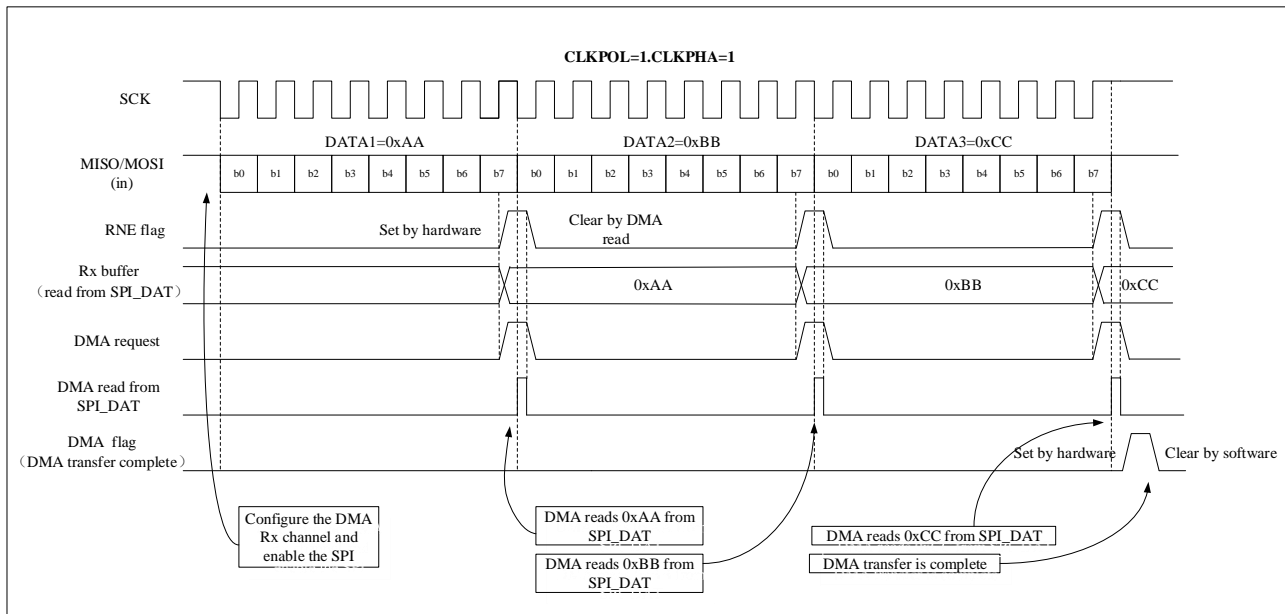 CLKPOL=1.CLKPHA=1
SCK
DATA1=0xAA
DATA2=0xBB
DATA3=0xCC
MISO/MOSI
(in)
b0 b1 b2 b3 b4 b5 b6 b7 b0 b1 b2 b3 b4 b5 b6 b7 b0 b1 b2 b3 b4 b5 b6 b7
RNE flag
Set by hardware
Clear by DMA
read
Rx buffer
（read from SPI_DAT）
0xAA
0xBB
0xCC
DMA request
DMA read from
SPI_DAT
DMA flag
（DMA transfer complete）
Set by hardware
Clear by software
Configure the DMA
Rx channel and
enable the SPI
DMA reads 0xAA from
SPI_DAT
DMA reads 0xBB from
SPI_DAT
DMA reads 0xCC from SPI_DAT
DMA transfer is complete